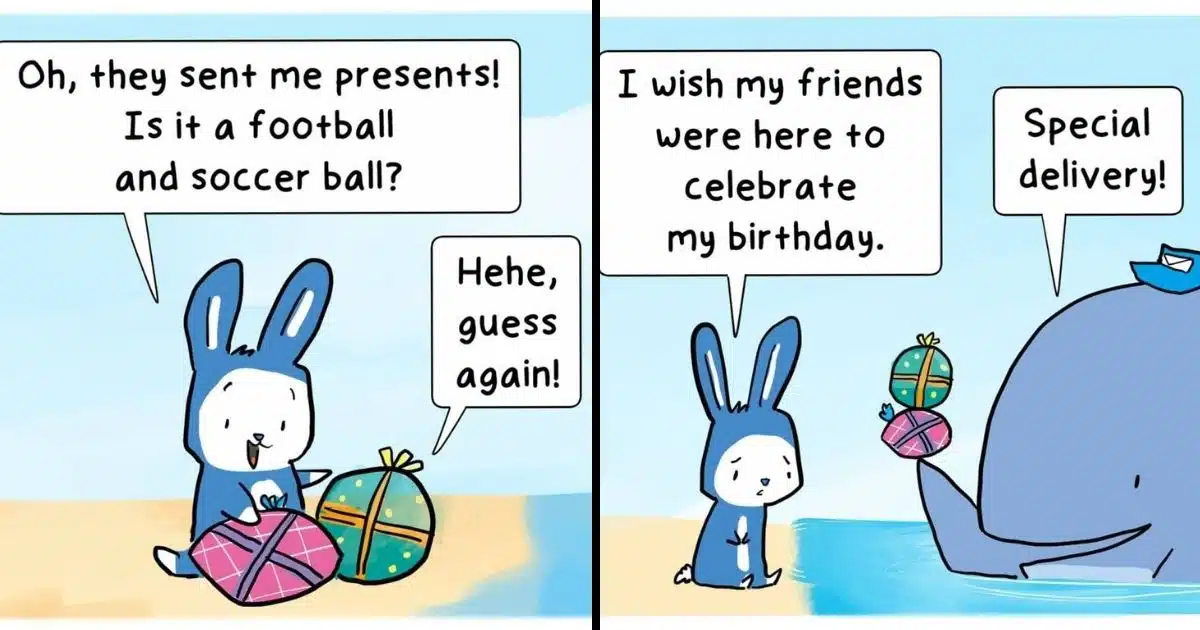 Oh, they sent me presents!
Is it a football
and soccer ball?
Hehe,
guess
again!
I wish my friends
were here to
celebrate
my birthday.
Special
delivery!